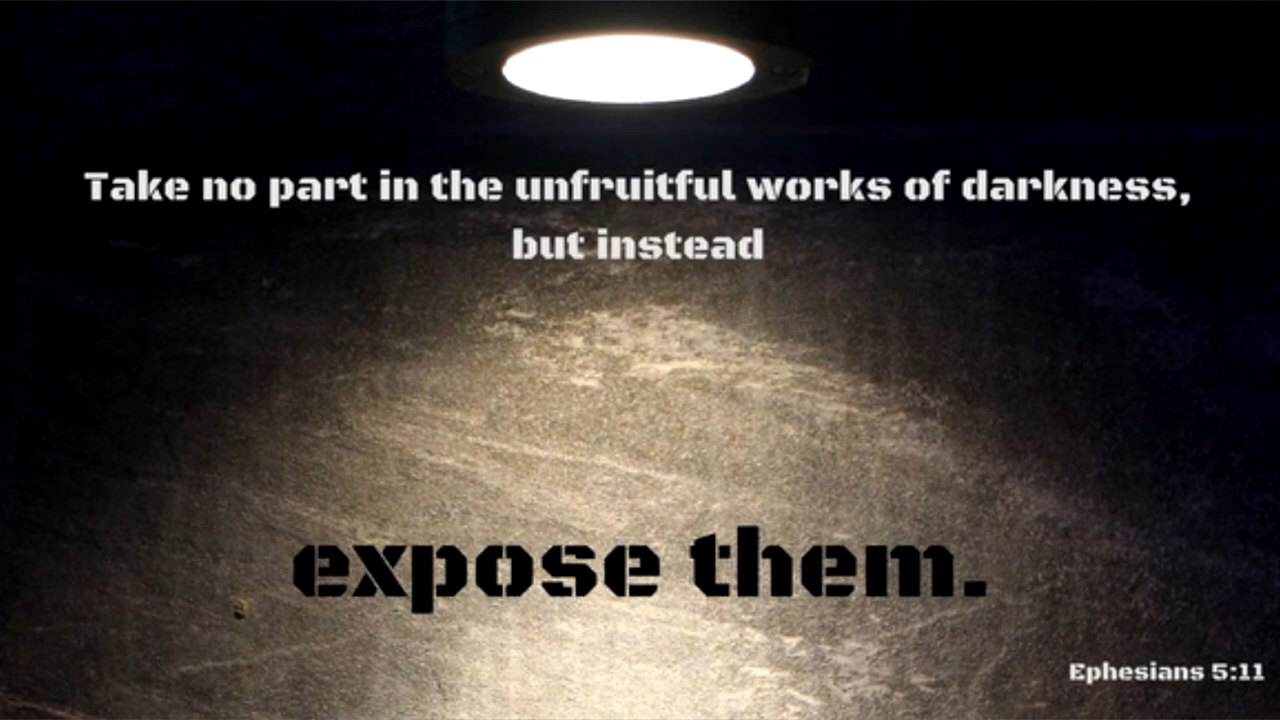 Take no part in the unfruitful works of darkness,
but instead
expose them.
Ephesians 5:11